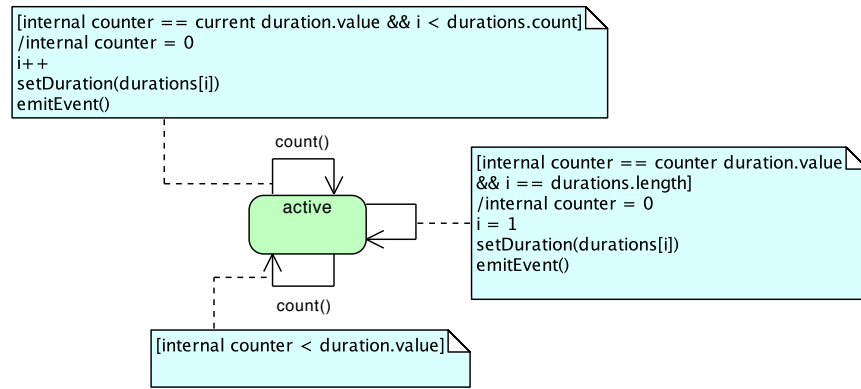 [internal counter == current duration.value && i < durations.count]
/internal counter = 0
i++
setDuration(durations[i])
emitEvent()
count()
[internal counter == counter duration.value
&& i == durations.length]
/internal counter = 0
i = 1
setDuration(durations[i])
emitEvent()
active
count()
[internal counter < duration.value]